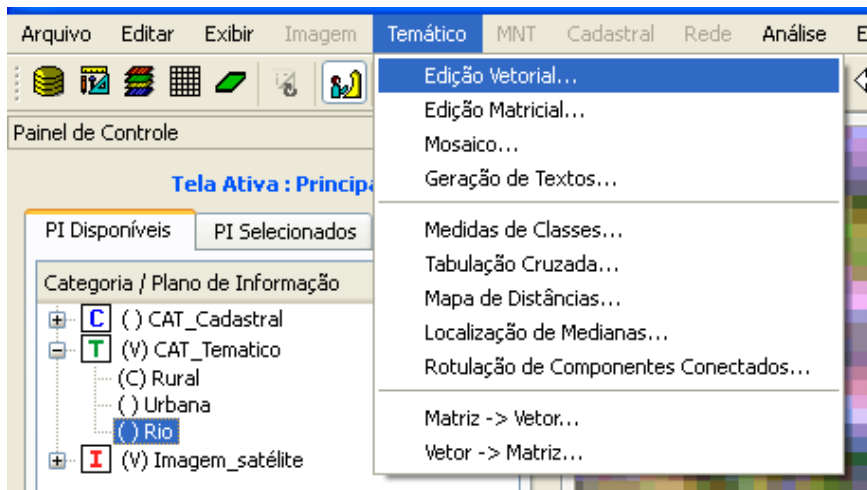 Arquivo Editar Exibir Imagem Temático MNT Cadastral Rede Análise E
Painel de Controle
Tela Ativa : Principa
PI Disponíveis PI Selecionados
Categoria / Plano de Informação
C ( ) CAT_Cadastral
T (V) CAT_Tematico
(C) Rural
( ) Urbana
( ) Rio
I (V) Imagem_satélite
Edição Vetorial...
Edição Matricial...
Mosaico...
Geração de Textos...
Medidas de Classes...
Tabulação Cruzada...
Mapa de Distâncias...
Localização de Medianas...
Rotulação de Componentes Conectados...
Matriz -> Vetor...
Vetor -> Matriz...